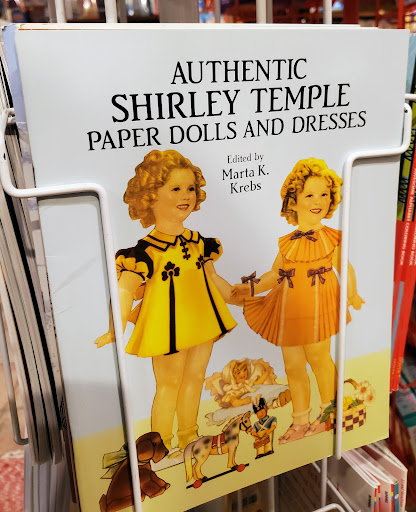 AUTHENTIC
SHIRLEY TEMPLE
PAPER DOLLS AND DRESSES
Edited by
Marta K.
Krebs